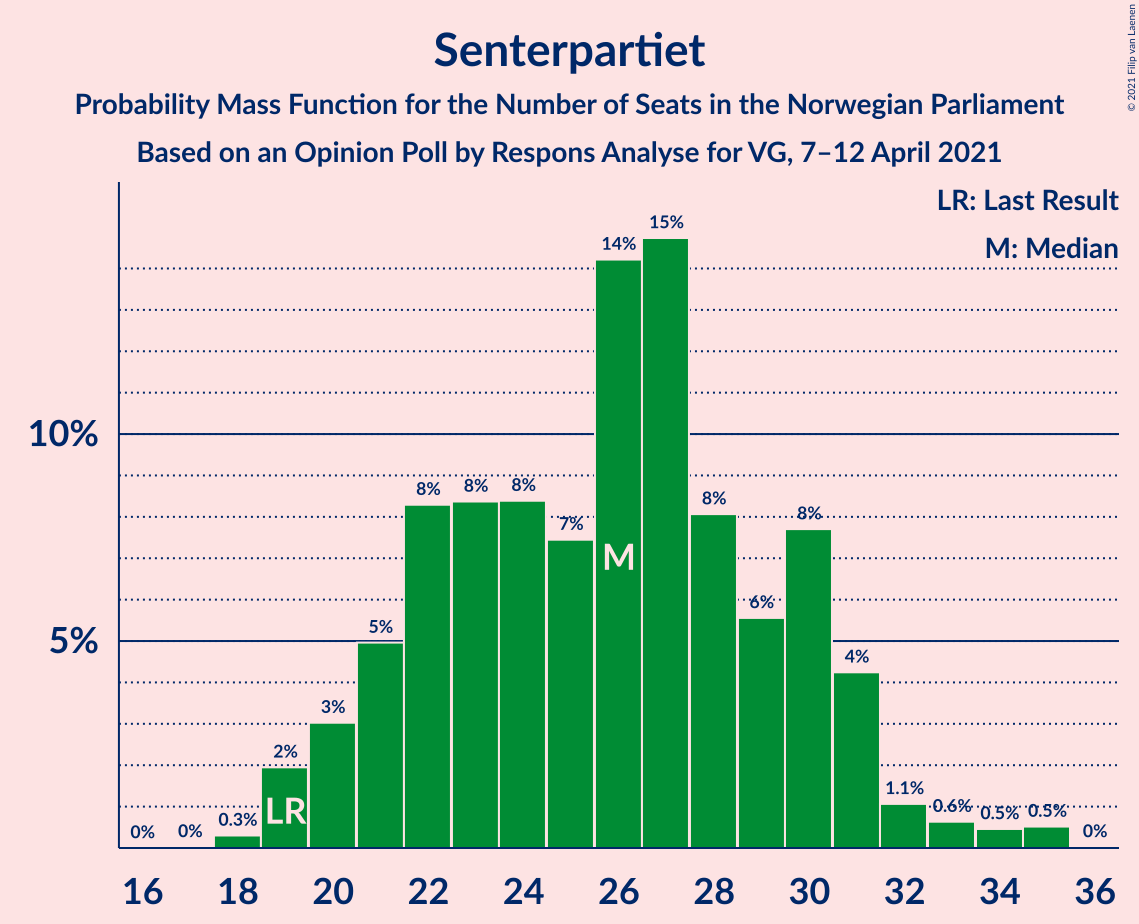 Senterpartiet
Probability Mass Function for the Number of Seats in the Norwegian Parliament
Based on an Opinion Poll by Respons Analyse for VG, 7–12 April 2021
© 2021 Filip van Laenen
LR: Last Result
M: Median
10%
5%
0%
0%
0.3%
2%
3%
5%
8%
8%
8%
7%
14%
15%
8%
6%
8%
4%
1.1%
0.6%
0.5%
0.5%
0%
LR
M
16 18 20 22 24 26 28 30 32 34 36